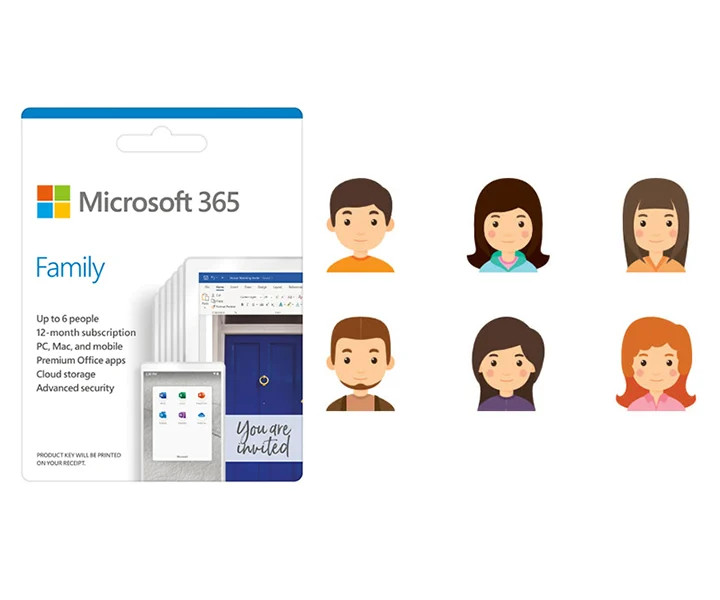 Microsoft 365
Family
Up to 6 people
12-month subscription
PC, Mac, and mobile
Premium Office apps
Cloud storage
Advanced security
You are
invited
PRODUCT KEY WILL BE PRINTED
ON YOUR RECEIPT.